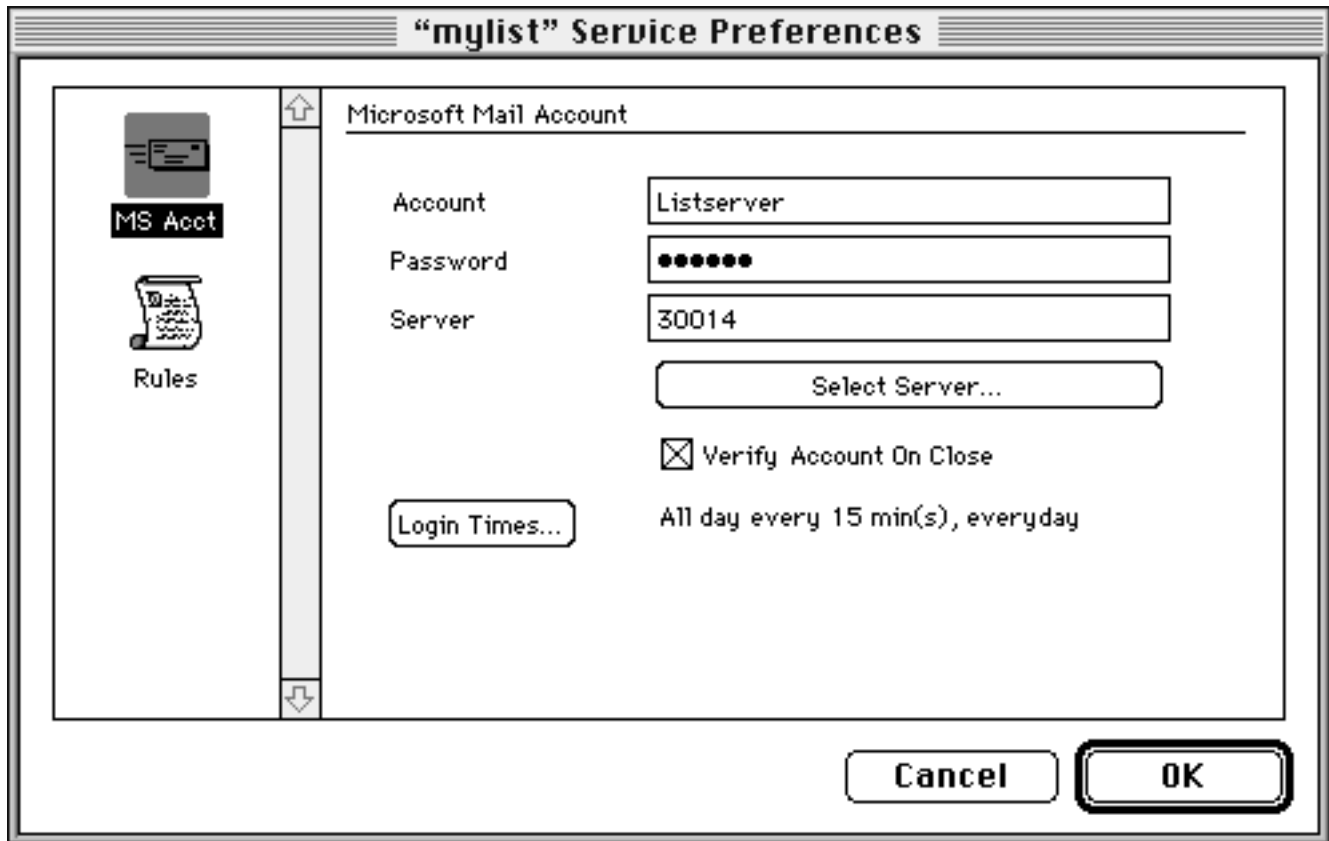 “mylist” Service Preferences
MS Acct
Rules
Microsoft Mail Account
Account
Listserver
Password
●●●●●●
Server
30014
Select Server...
Verify Account On Close
Login Times...
All day every 15 min(s), everyday
Cancel
OK